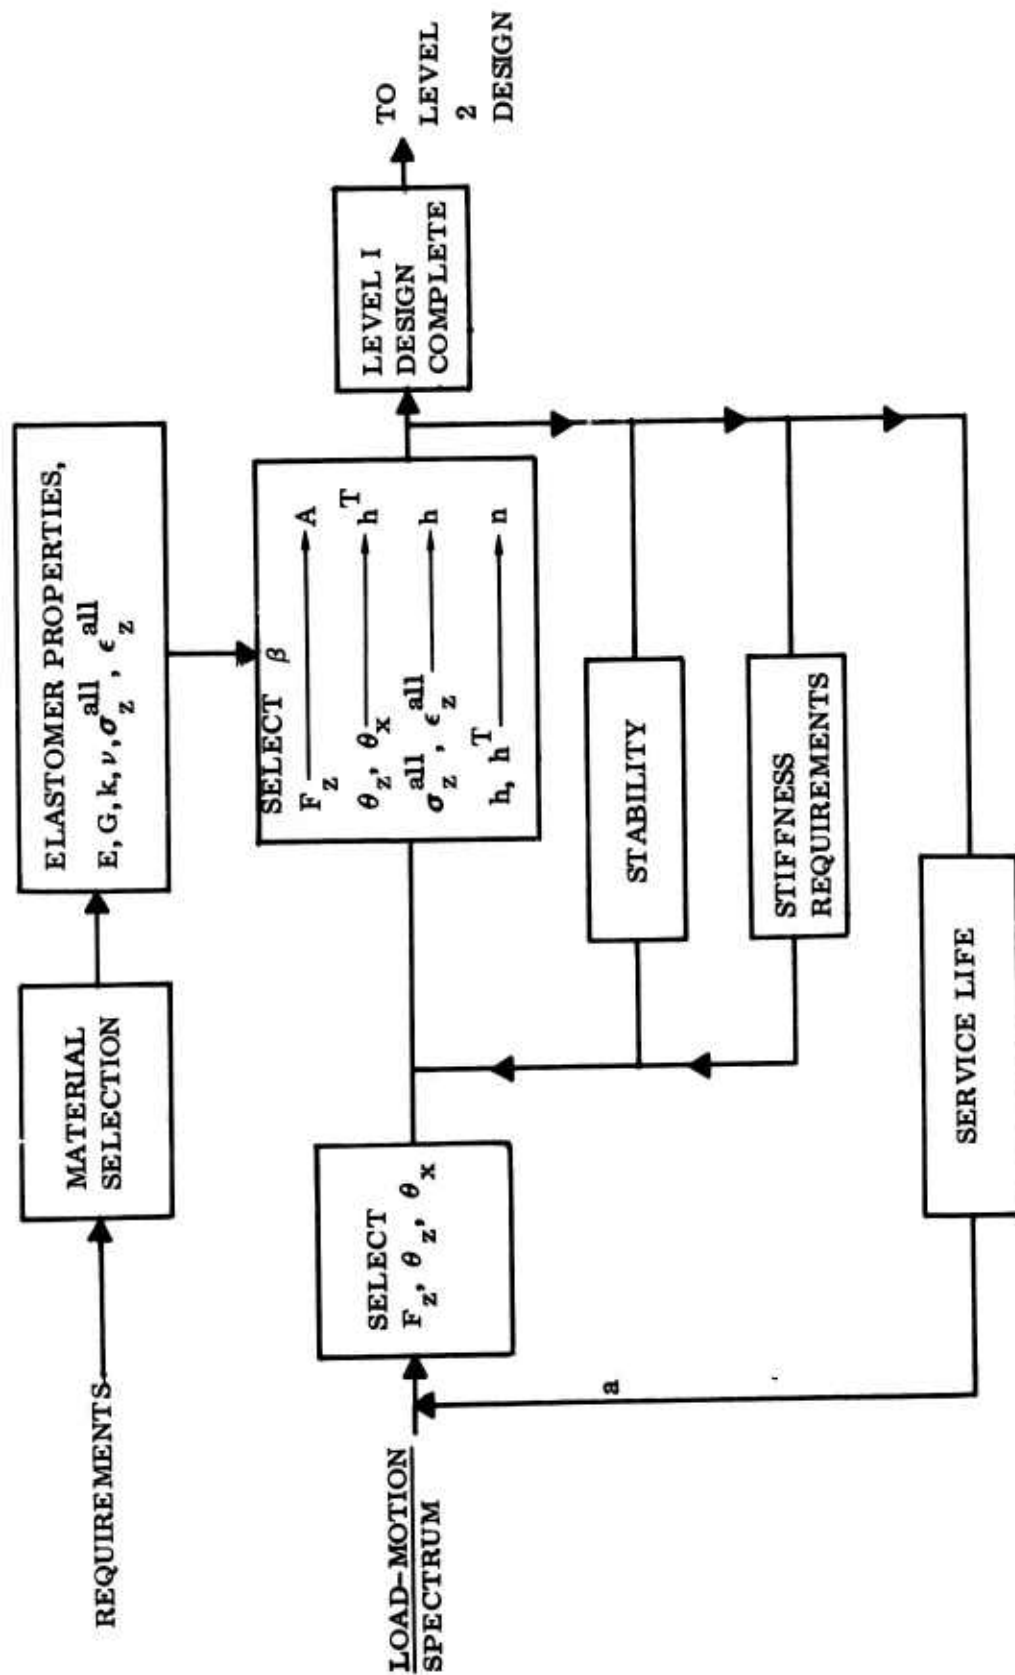 REQUIREMENTS
MATERIAL
SELECTION
ELASTOMER PROPERTIES,
E, G, k, ν, σ_z^all, ϵ_z^all
LOAD-MOTION
SPECTRUM
SELECT
F_z, θ_z, θ_x
SELECT β
F_z → A
θ_z, θ_x → h^T
σ_z^all, ϵ_z^all → h
h, h^T → n
LEVEL I
DESIGN
COMPLETE
TO
LEVEL
2
DESIGN
STABILITY
STIFFNESS
REQUIREMENTS
a
SERVICE LIFE